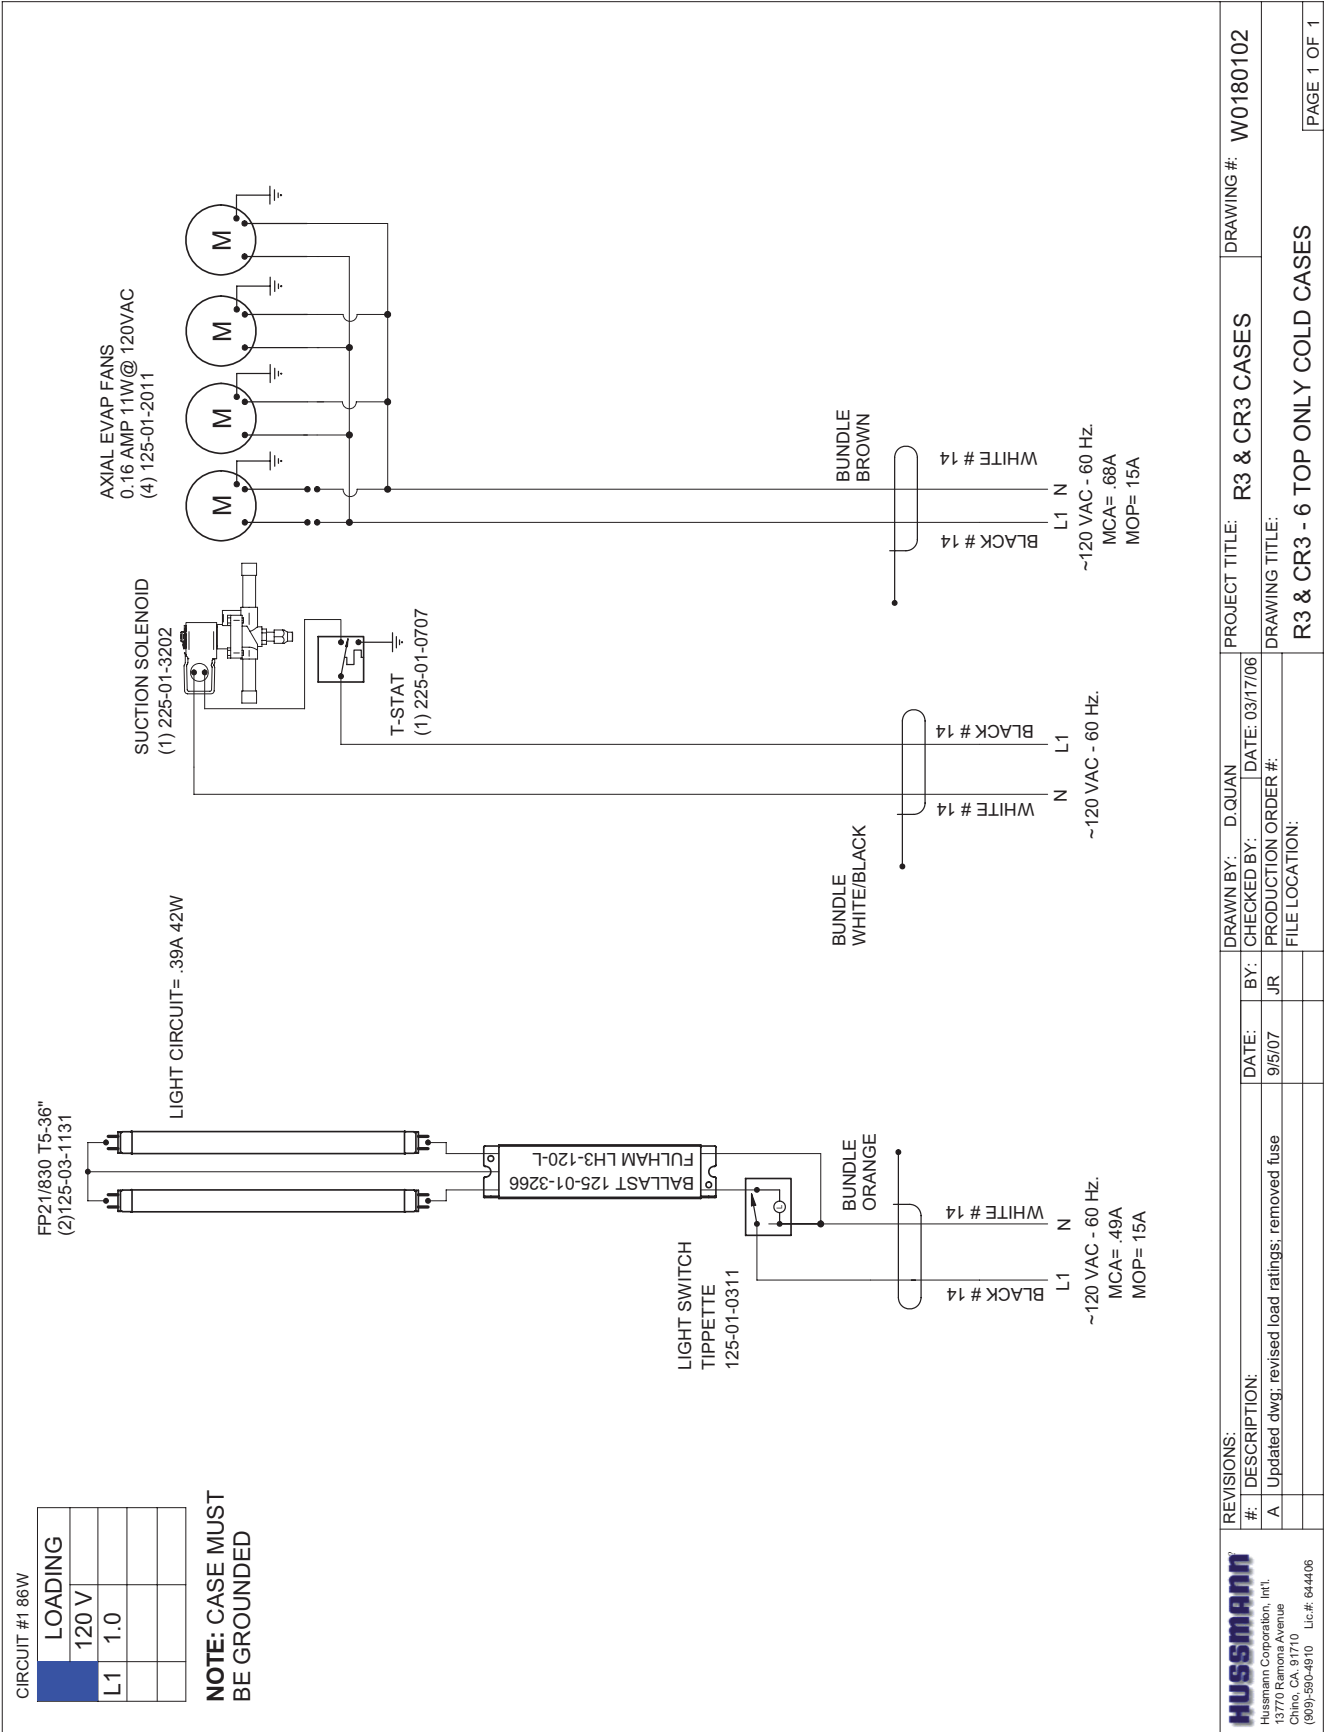 CIRCUIT #1 86W
LOADING
120 V
L1 1.0
NOTE: CASE MUST
BE GROUNDED
FP21/830 T5-36"
(2)125-03-1131
LIGHT CIRCUIT= .39A 42W
BALLAST 125-01-3266
FULHAM LH3-120-L
LIGHT SWITCH
TIPPETTE
125-01-0311
L
BUNDLE
ORANGE
BLACK # 14
WHITE # 14
L1 N
~120 VAC - 60 Hz.
MCA= .49A
MOP= 15A
SUCTION SOLENOID
(1) 225-01-3202
T-STAT
(1) 225-01-0707
BUNDLE
WHITE/BLACK
WHITE # 14
BLACK # 14
N L1
~120 VAC - 60 Hz.
AXIAL EVAP FANS
0.16 AMP 11W@ 120VAC
(4) 125-01-2011
M M M M
BUNDLE
BROWN
BLACK # 14
WHITE # 14
L1 N
~120 VAC - 60 Hz.
MCA= .68A
MOP= 15A
HUSSMANN
Hussmann Corporation, Int'l.
13770 Ramona Avenue
Chino, CA. 91710
(909)-590-4910 Lic.#: 644406
REVISIONS:
#: DESCRIPTION: DATE: BY:
A Updated dwg; revised load ratings; removed fuse 9/5/07 JR
DRAWN BY: D.QUAN
CHECKED BY: DATE: 03/17/06
PRODUCTION ORDER #:
FILE LOCATION:
PROJECT TITLE: R3 & CR3 CASES
DRAWING #: W0180102
DRAWING TITLE:
R3 & CR3 - 6 TOP ONLY COLD CASES
PAGE 1 OF 1